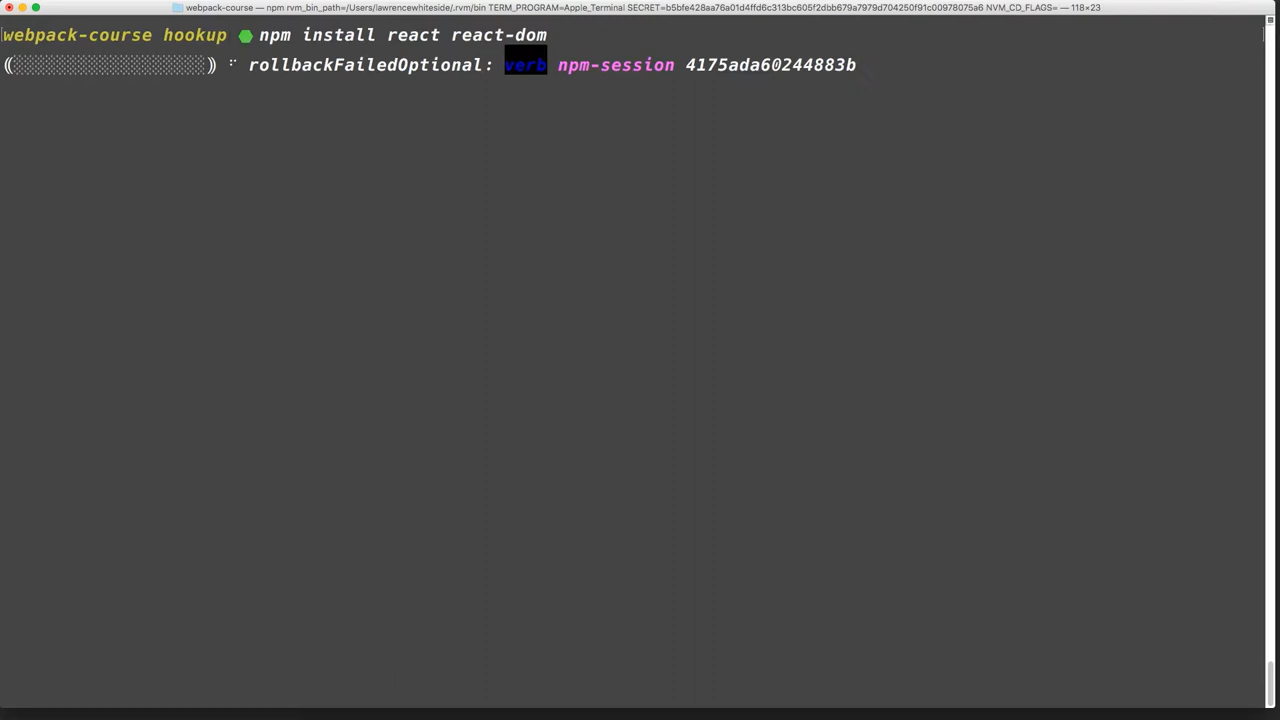 webpack-course — npm rvm_bin_path=/Users/lawrencewhiteside/.rvm/bin TERM_PROGRAM=Apple_Terminal SECRET=b5bfe428aa76a01d4ffd6c313bc605f2dbb679a7979d704250f91c00978075a6 NVM_CD_FLAGS= — 118×23
webpack-course hookup npm install react react-dom
rollbackFailedOptional: verb npm-session 4175ada60244883b